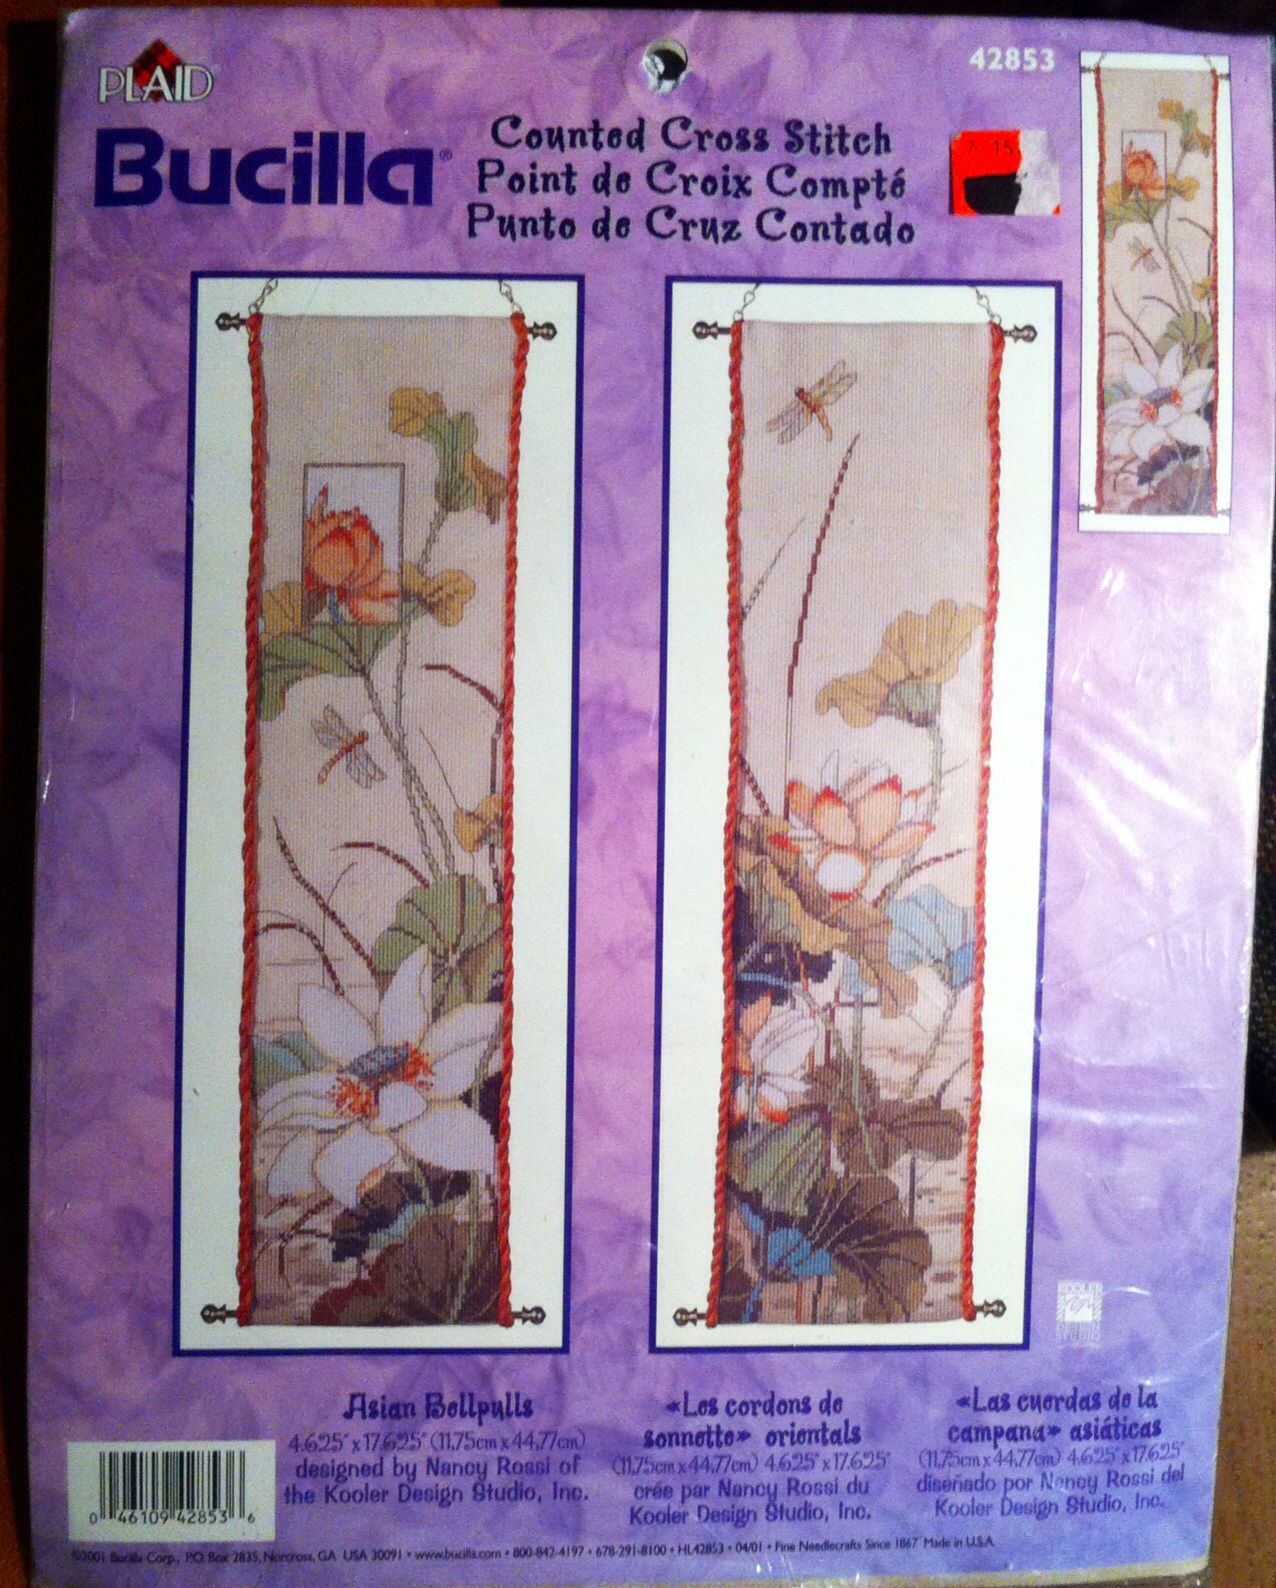 PLAID
Bucilla®
Counted Cross Stitch
Point de Croix Compté
Punto de Cruz Contado
42853
15
Asian Bellpulls
4.625" x 17.625" (11.75cm x 44.77cm)
designed by Nancy Rossi of
the Kooler Design Studio, Inc.
«Les cordons de
sonnette» orientals
(11.75cm x 44.77cm) 4.625" x 17.625"
crée par Nancy Rossi du
Kooler Design Studio, Inc.
«Las cuerdas de la
campana» asiáticas
(11.75cm x 44.77cm) 4.625" x 17.625"
diseñado por Nancy Rossi del
Kooler Design Studio, Inc.
0 46109 42853 6
©2001 Bucilla Corp., P.O. Box 2835, Norcross, GA USA 30091 • www.bucilla.com • 800-842-4197 • 678-291-8100 • HL42853 • 04/01 • Fine Needlecrafts Since 1867 Made in U.S.A.